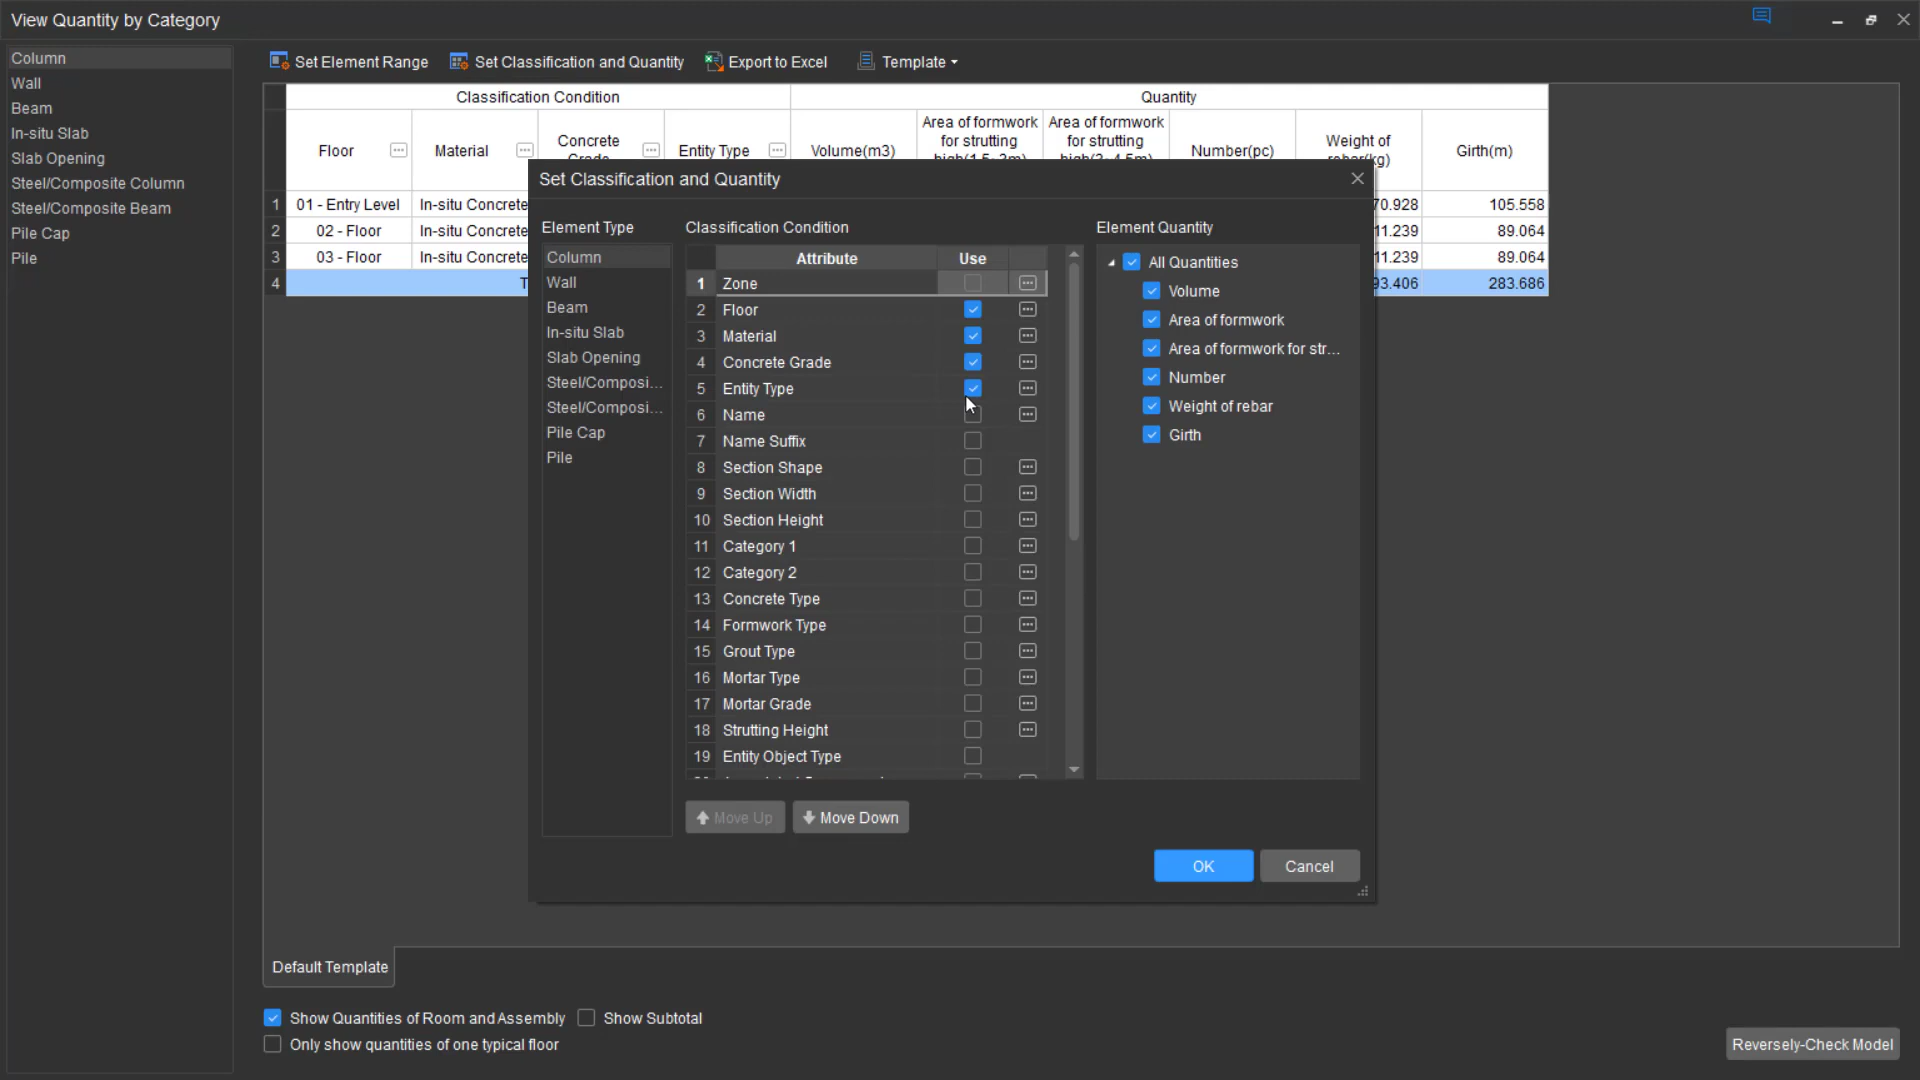 View Quantity by Category
Column
Wall
Beam
In-situ Slab
Slab Opening
Steel/Composite Column
Steel/Composite Beam
Pile Cap
Pile
Set Element Range
Set Classification and Quantity
Export to Excel
Template
Classification Condition
Quantity
Floor
Material
Concrete
Entity Type
Volume(m3)
Area of formwork
for strutting
Area of formwork
for strutting
Number(pc)
Weight of
Girth(m)
1 01 - Entry Level In-situ Concrete 70.928 105.558
2 02 - Floor In-situ Concrete 11.239 89.064
3 03 - Floor In-situ Concrete 11.239 89.064
4 T 93.406 283.686
Set Classification and Quantity
Element Type
Column
Wall
Beam
In-situ Slab
Slab Opening
Steel/Composi...
Steel/Composi...
Pile Cap
Pile
Classification Condition
Attribute Use
1 Zone
2 Floor
3 Material
4 Concrete Grade
5 Entity Type
6 Name
7 Name Suffix
8 Section Shape
9 Section Width
10 Section Height
11 Category 1
12 Category 2
13 Concrete Type
14 Formwork Type
15 Grout Type
16 Mortar Type
17 Mortar Grade
18 Strutting Height
19 Entity Object Type
Move Up
Move Down
Element Quantity
All Quantities
Volume
Area of formwork
Area of formwork for str...
Number
Weight of rebar
Girth
OK
Cancel
Default Template
Show Quantities of Room and Assembly
Show Subtotal
Only show quantities of one typical floor
Reversely-Check Model